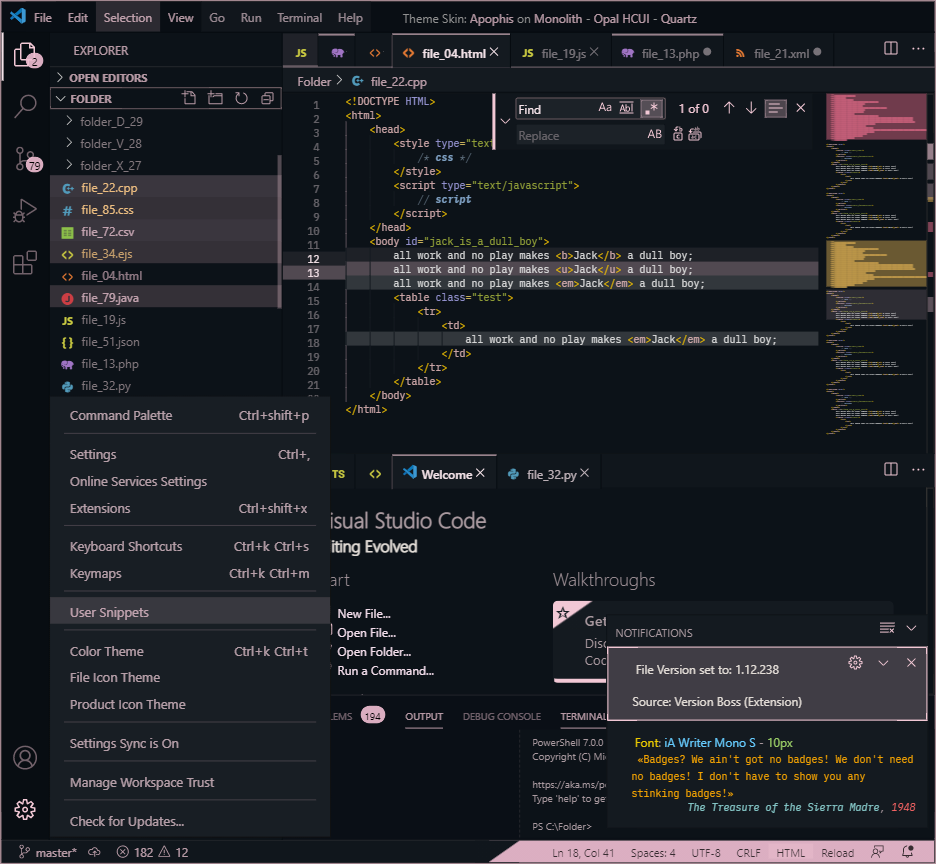 File Edit Selection View Go Run Terminal Help Theme Skin: Apophis on Monolith - Opal HCUI - Quartz
2
79
EXPLORER
OPEN EDITORS
FOLDER
folder_D_29
folder_V_28
folder_X_27
file_22.cpp
file_85.css
file_72.csv
file_34.ejs
file_04.html
file_79.java
JS file_19.js
{} file_51.json
file_13.php
file_32.py
JS file_04.html JS file_19.js file_13.php file_21.xml
Folder > file_22.cpp
Find Aa Abl .* 1 of 0
Replace AB
1 <!DOCTYPE HTML>
2 <html>
3 <head>
4 <style type="text
5 /* css */
6 </style>
7 <script type="text/javascript">
8 // script
9 </script>
10 </head>
11 <body id="jack_is_a_dull_boy">
12 all work and no play makes <b>Jack</b> a dull boy;
13 all work and no play makes <u>Jack</u> a dull boy;
14 all work and no play makes <em>Jack</em> a dull boy;
15 <table class="test">
16 <tr>
17 <td>
18 all work and no play makes <em>Jack</em> a dull boy;
19 </td>
20 </tr>
21 </table>
</body>
</html>
Command Palette Ctrl+shift+p
Settings Ctrl+,
Online Services Settings
Extensions Ctrl+shift+x
Keyboard Shortcuts Ctrl+k Ctrl+s
Keymaps Ctrl+k Ctrl+m
User Snippets
Color Theme Ctrl+k Ctrl+t
File Icon Theme
Product Icon Theme
Settings Sync is On
Manage Workspace Trust
Check for Updates...
TS Welcome file_32.py
isual Studio Code
iting Evolved
art
New File...
Open File...
Open Folder...
Run a Command...
Walkthroughs
Get
Disc
Coc
NOTIFICATIONS
File Version set to: 1.12.238
Source: Version Boss (Extension)
Font: iA Writer Mono S - 10px
«Badges? We ain't got no badges! We don't need
no badges! I don't have to show you any
stinking badges!»
The Treasure of the Sierra Madre, 1948
LEMS 194 OUTPUT DEBUG CONSOLE TERMINAL
PowerShell 7.0.0
Copyright (C) Mi
https://aka.ms/p
Type 'help' to ge
PS C:\Folder>
master* 182 12 Ln 18, Col 41 Spaces: 4 UTF-8 CRLF HTML Reload